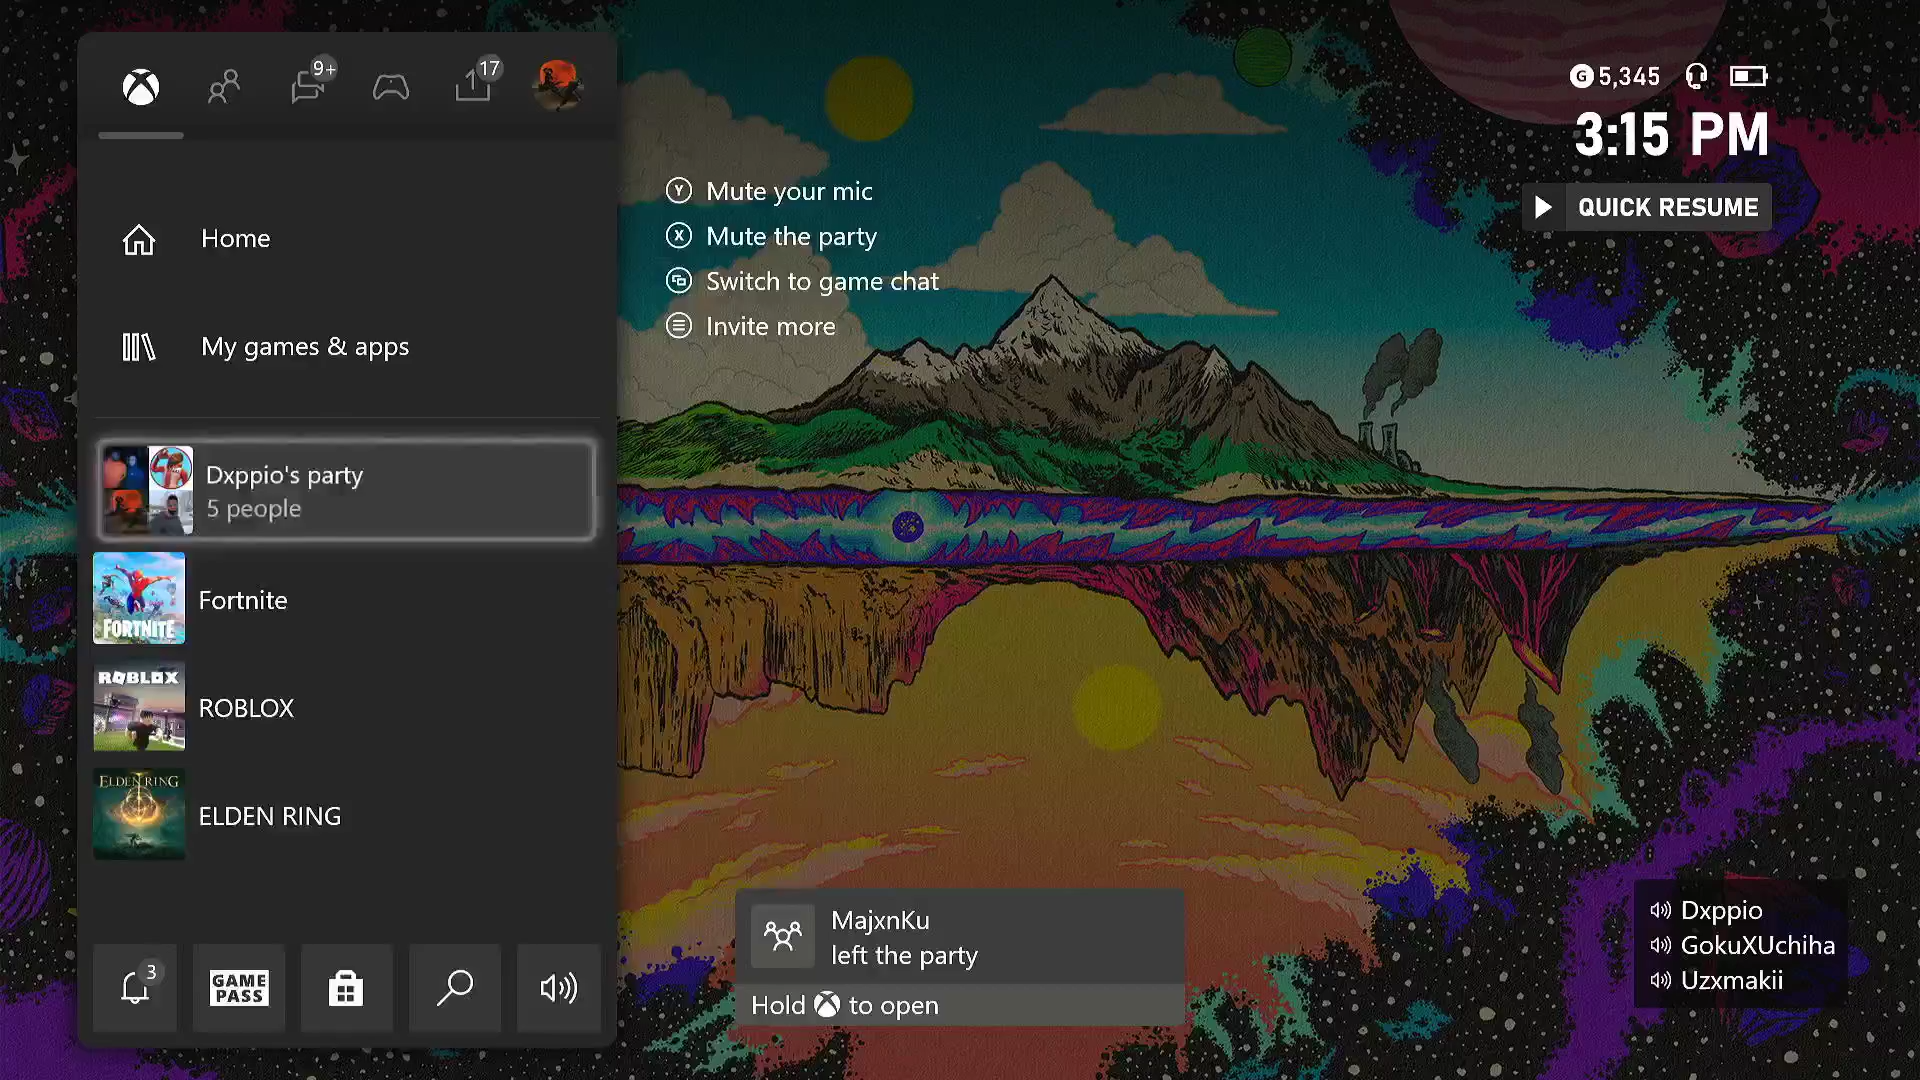 9+
17
Home
My games & apps
Dxppio's party
5 people
FORTNITE
Fortnite
ROBLOX
ROBLOX
ELDEN RING
ELDEN RING
3
GAME
PASS
Y Mute your mic
X Mute the party
Switch to game chat
Invite more
G 5,345
3:15 PM
QUICK RESUME
MajxnKu
left the party
Hold to open
Dxppio
GokuXUchiha
Uzxmakii